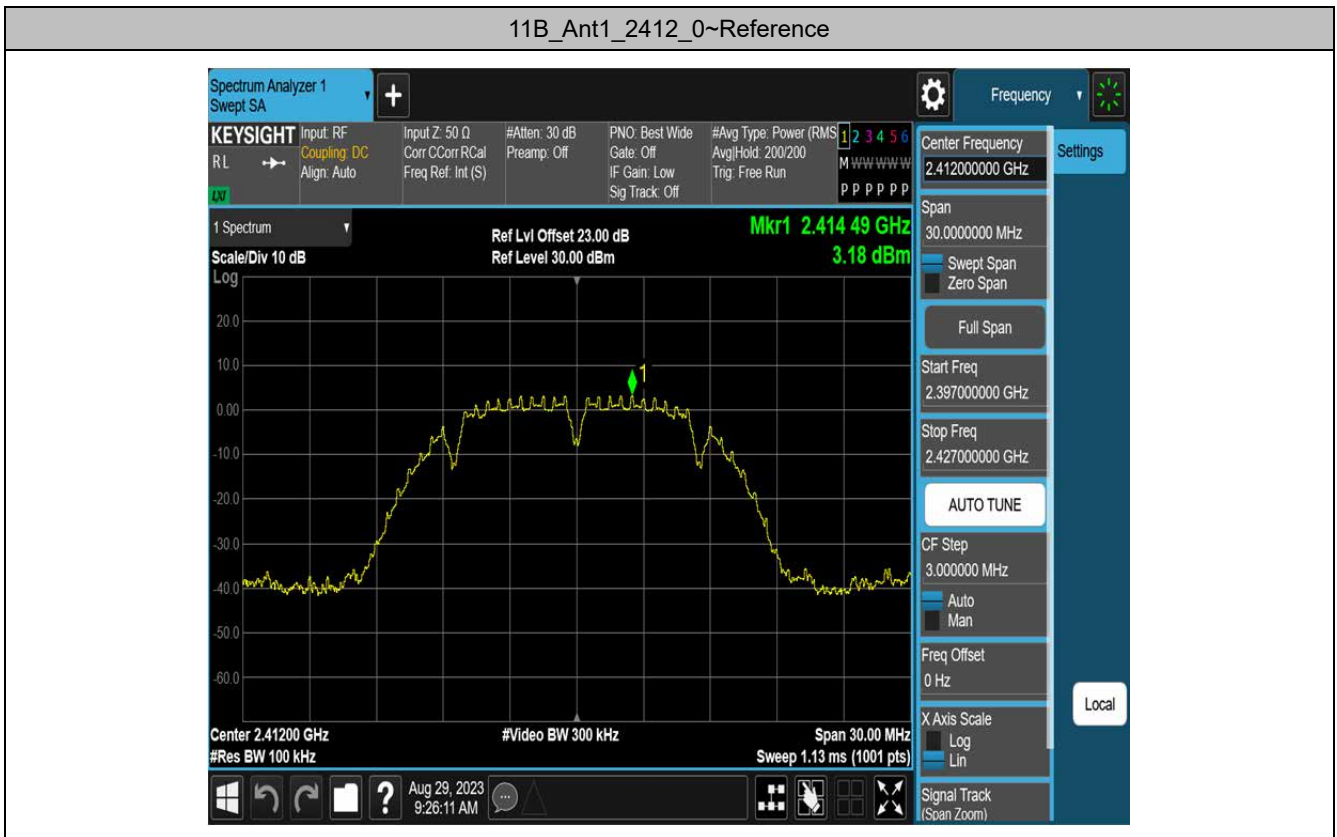 11B_Ant1_2412_0~Reference
Spectrum Analyzer 1
Swept SA
+
Frequency
KEYSIGHT
RL
LXI
Input: RF
Coupling: DC
Align: Auto
Input Z: 50 Ω
Corr CCorr RCal
Freq Ref: Int (S)
#Atten: 30 dB
Preamp: Off
PNO: Best Wide
Gate: Off
IF Gain: Low
Sig Track: Off
#Avg Type: Power (RMS
Avg|Hold: 200/200
Trig: Free Run
1 2 3 4 5 6
M W W W W W
P P P P P P
1 Spectrum
Scale/Div 10 dB
Log
Ref Lvl Offset 23.00 dB
Ref Level 30.00 dBm
Mkr1 2.414 49 GHz
3.18 dBm
20.0
10.0
0.00
-10.0
-20.0
-30.0
-40.0
-50.0
-60.0
1
Center 2.41200 GHz
#Res BW 100 kHz
#Video BW 300 kHz
Span 30.00 MHz
Sweep 1.13 ms (1001 pts)
Center Frequency
2.412000000 GHz
Settings
Span
30.0000000 MHz
Swept Span
Zero Span
Full Span
Start Freq
2.397000000 GHz
Stop Freq
2.427000000 GHz
AUTO TUNE
CF Step
3.000000 MHz
Auto
Man
Freq Offset
0 Hz
X Axis Scale
Log
Lin
Local
Signal Track
(Span Zoom)
?
Aug 29, 2023
9:26:11 AM